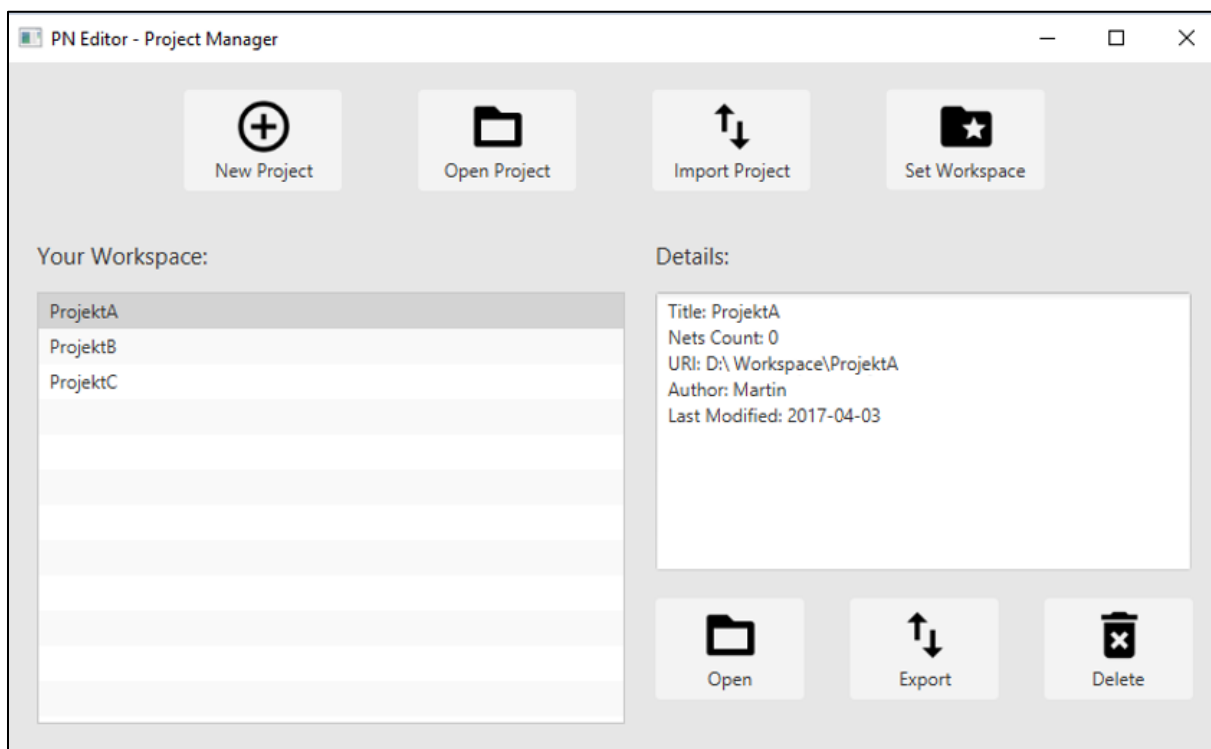 PN Editor - Project Manager
New Project
Open Project
Import Project
Set Workspace
Your Workspace:
ProjektA
ProjektB
ProjektC
Details:
Title: ProjektA
Nets Count: 0
URI: D:\ Workspace\ProjektA
Author: Martin
Last Modified: 2017-04-03
Open
Export
Delete